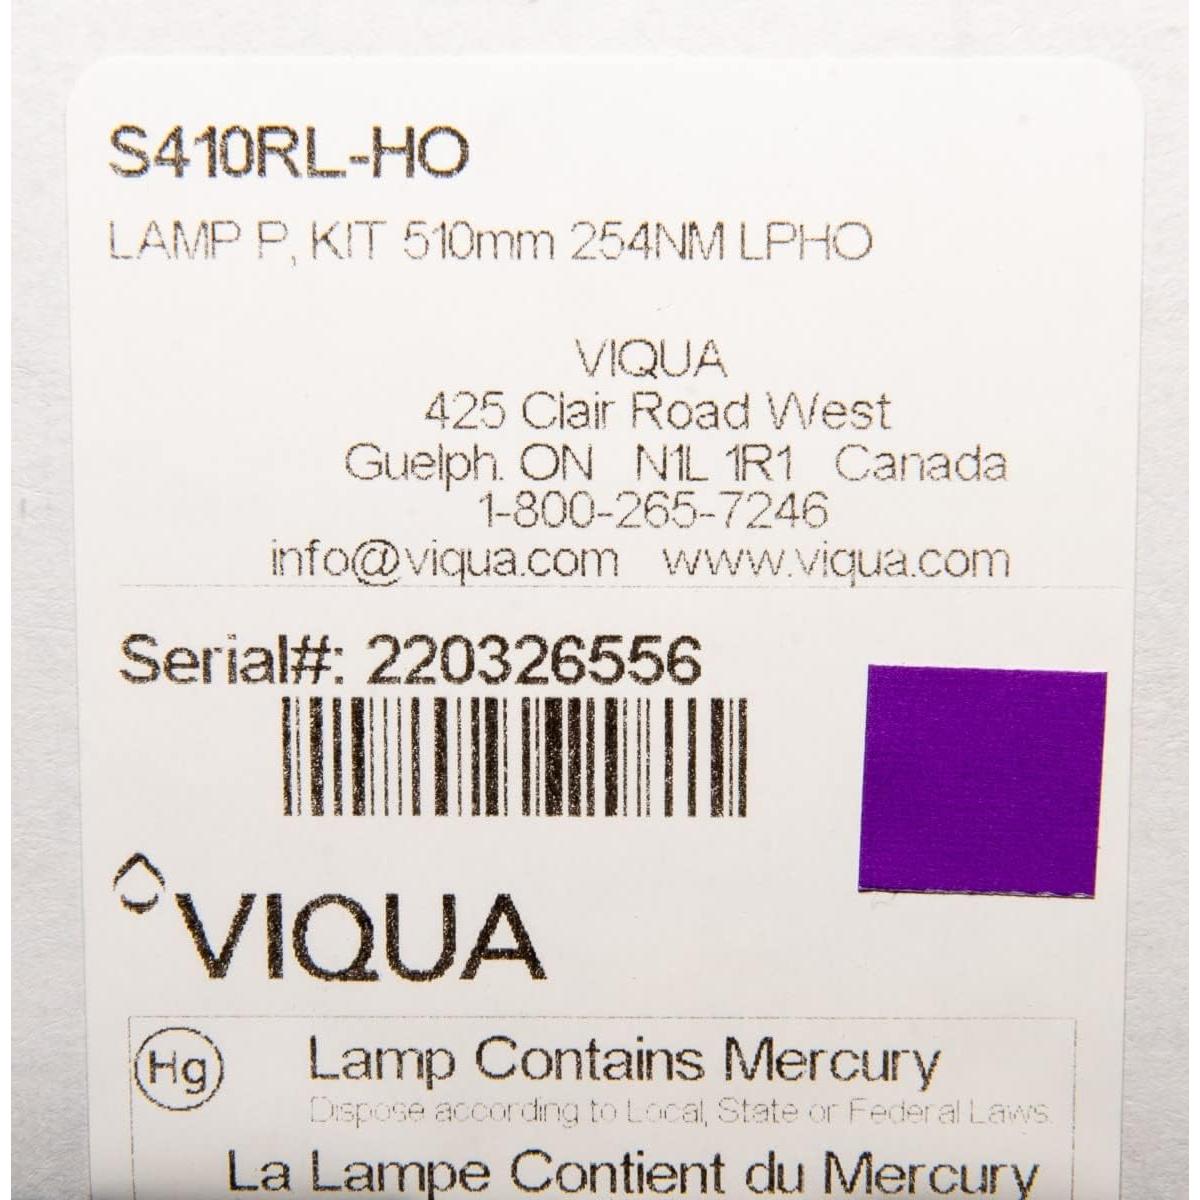 S410RL-HO
LAMP P, KIT 510mm 254NM LPHO
VIQUA
425 Clair Road West
Guelph. ON N1L 1R1 Canada
1-800-265-7246
info@viqua.com www.viqua.com
Serial#: 220326556
VIQUA
Hg
Lamp Contains Mercury
Dispose according to Local, State or Federal Laws.
La Lampe Contient du Mercury